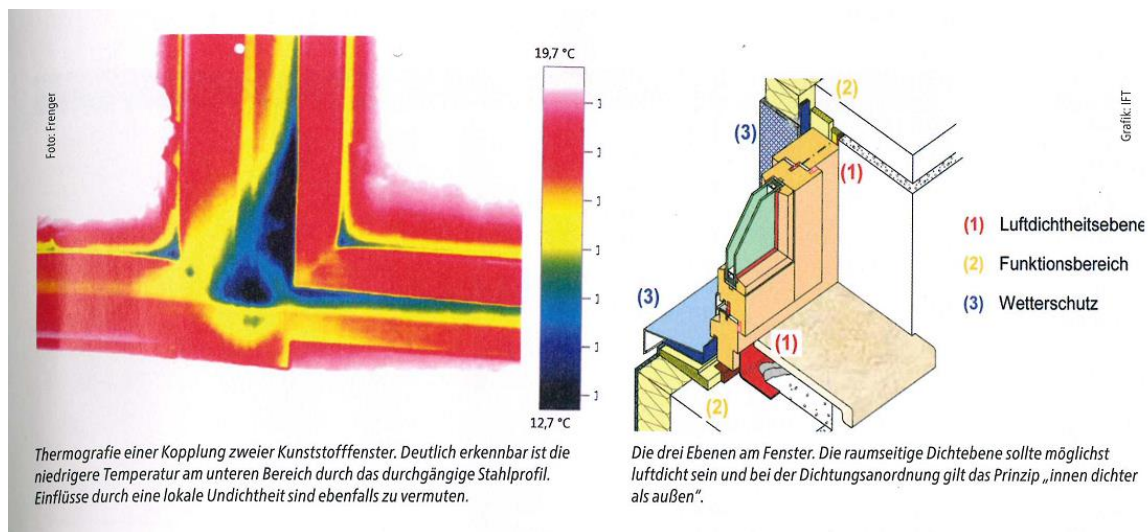 Foto: Frenger
19,7 °C
12,7 °C
Thermografie einer Kopplung zweier Kunststofffenster. Deutlich erkennbar ist die
niedrigere Temperatur am unteren Bereich durch das durchgängige Stahlprofil.
Einflüsse durch eine lokale Undichtheit sind ebenfalls zu vermuten.
(2)
(3)
(1)
(3)
(1)
(2)
Grafik: IFT
(1) Luftdichtheitsebene
(2) Funktionsbereich
(3) Wetterschutz
Die drei Ebenen am Fenster. Die raumseitige Dichtebene sollte möglichst
luftdicht sein und bei der Dichtungsanordnung gilt das Prinzip „innen dichter
als außen“.